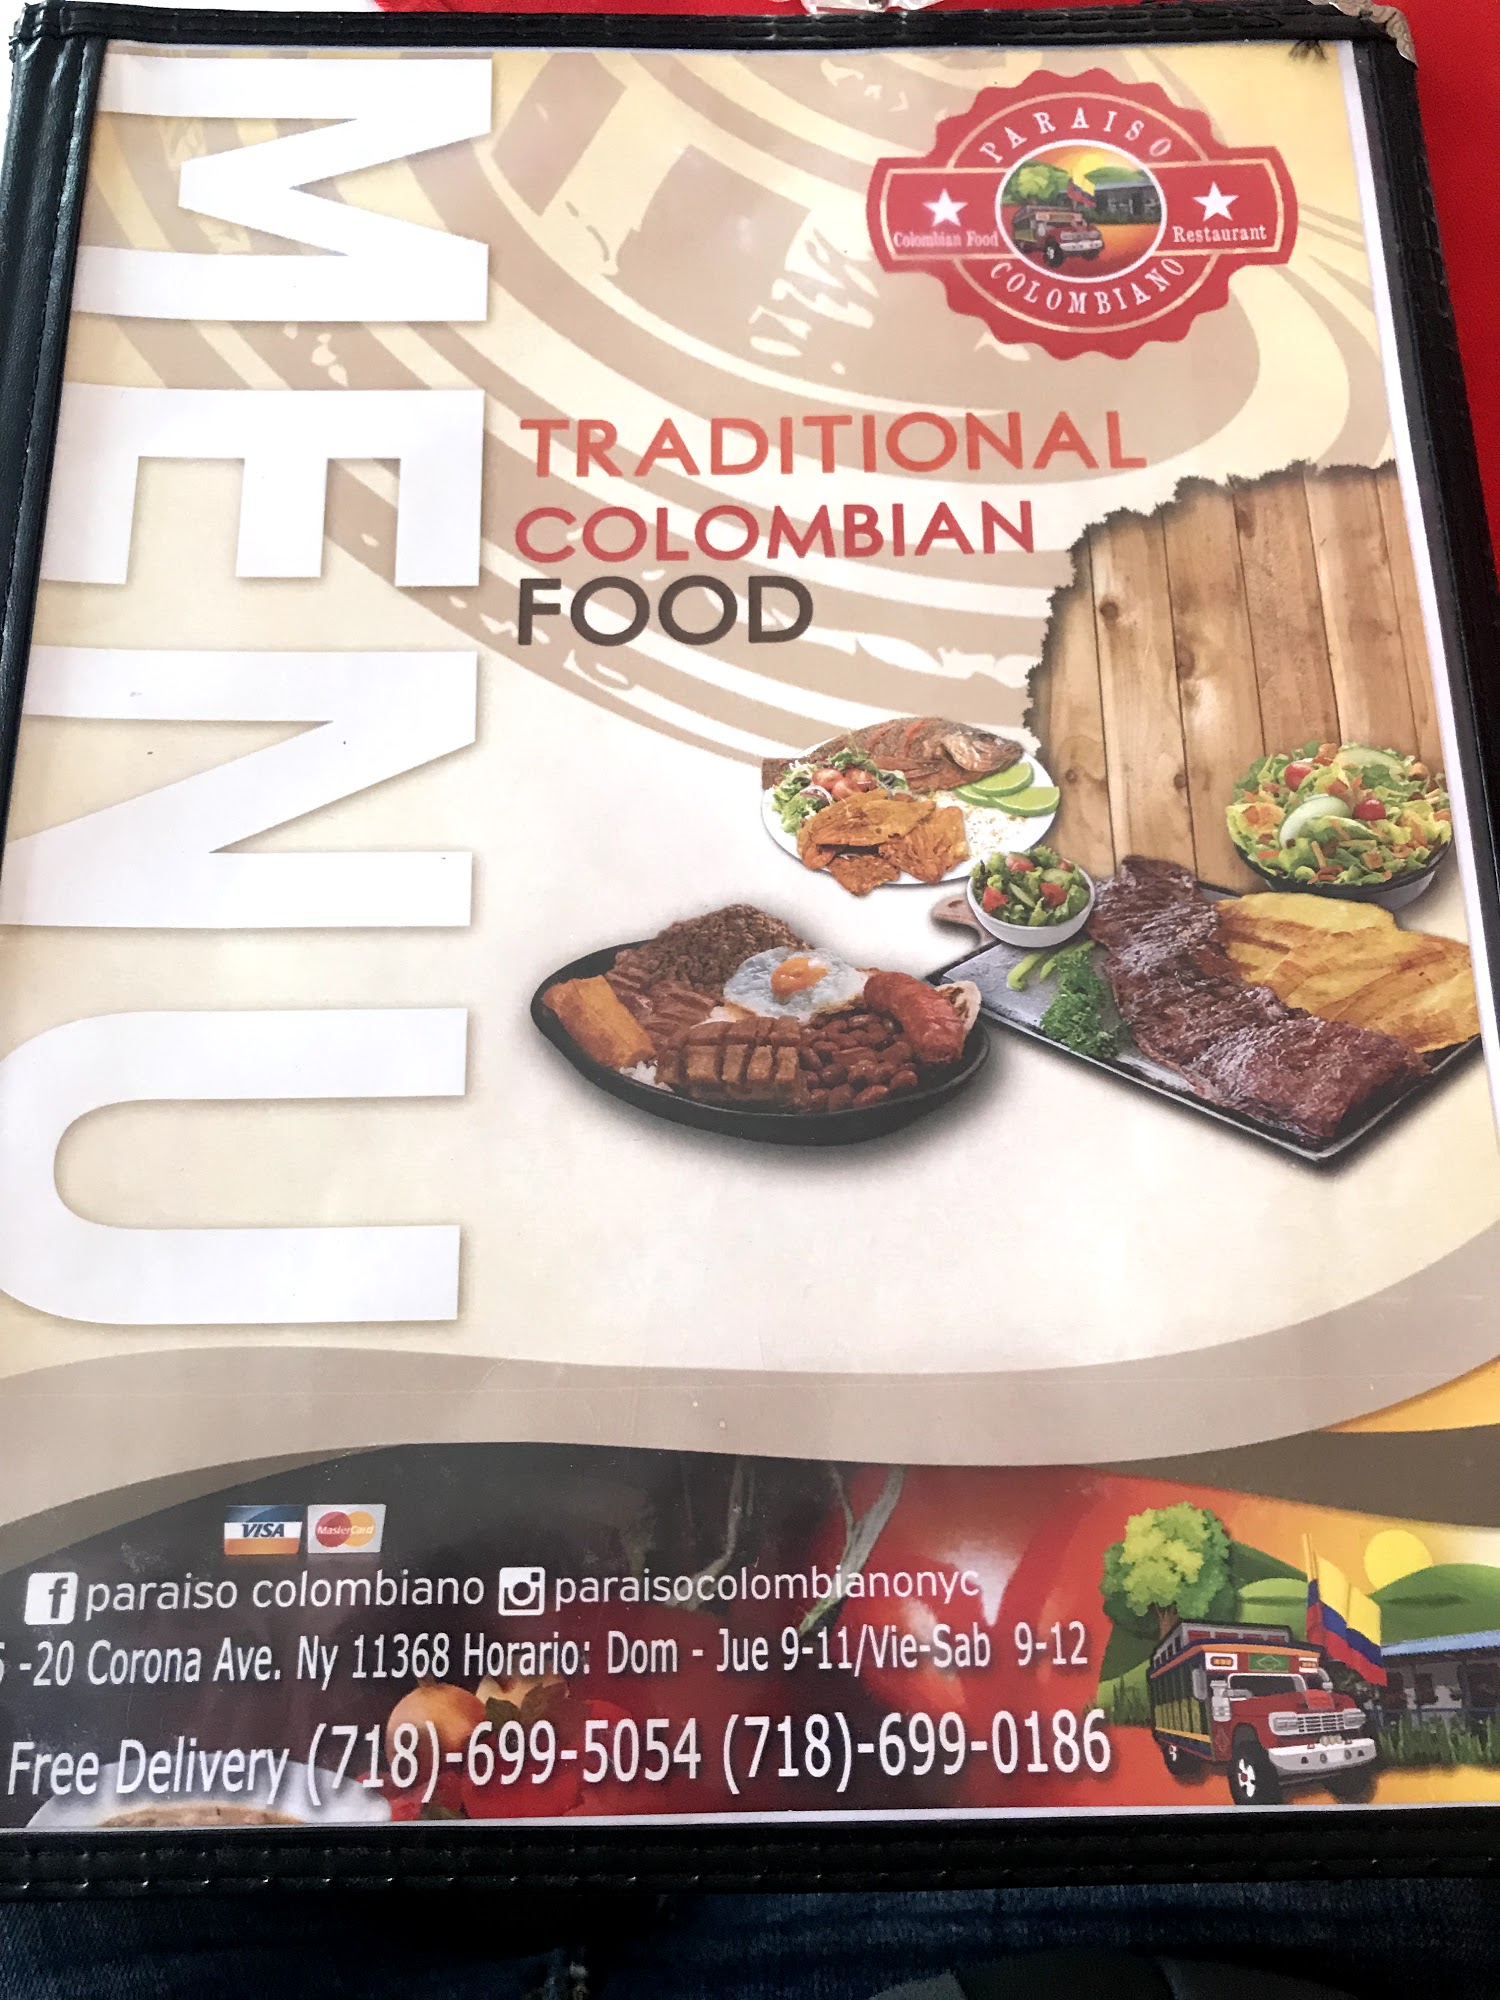 MENU
PARAISO
Colombian Food
Restaurant
COLOMBIANO
TRADITIONAL
COLOMBIAN
FOOD
VISA MasterCard
f paraiso colombiano paraisocolombianonyc
-20 Corona Ave. Ny 11368 Horario: Dom - Jue 9-11/Vie-Sab 9-12
Free Delivery (718)-699-5054 (718)-699-0186